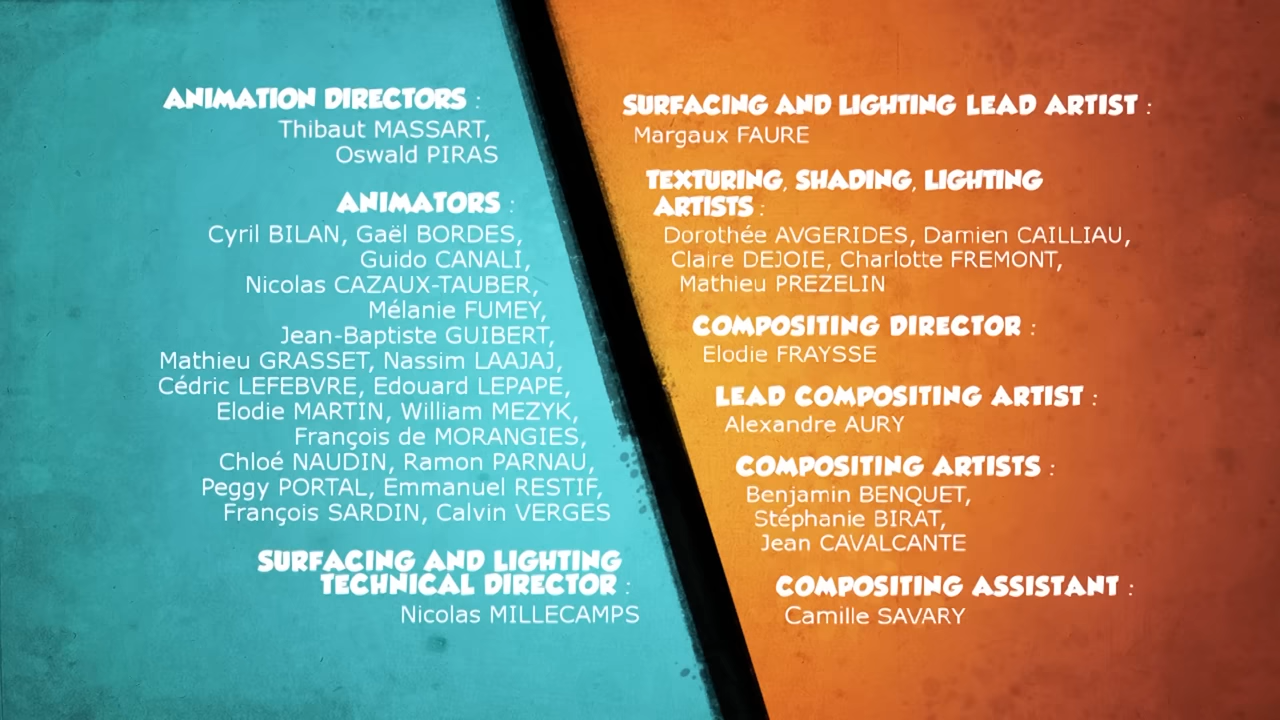 ANIMATION DIRECTORS :
Thibaut MASSART,
Oswald PIRAS
ANIMATORS :
Cyril BILAN, Gaël BORDES,
Guido CANALI,
Nicolas CAZAUX-TAUBER,
Mélanie FUMEY,
Jean-Baptiste GUIBERT,
Mathieu GRASSET, Nassim LAAJAJ,
Cédric LEFEBVRE, Edouard LEPAPE,
Elodie MARTIN, William MEZYK,
François de MORANGIES,
Chloé NAUDIN, Ramon PARNAU,
Peggy PORTAL, Emmanuel RESTIF,
François SARDIN, Calvin VERGES
SURFACING AND LIGHTING
TECHNICAL DIRECTOR :
Nicolas MILLECAMPS
SURFACING AND LIGHTING LEAD ARTIST :
Margaux FAURE
TEXTURING, SHADING, LIGHTING
ARTISTS :
Dorothée AVGERIDES, Damien CAILLIAU,
Claire DEJOIE, Charlotte FREMONT,
Mathieu PREZELIN
COMPOSITING DIRECTOR :
Elodie FRAYSSE
LEAD COMPOSITING ARTIST :
Alexandre AURY
COMPOSITING ARTISTS :
Benjamin BENQUET,
Stéphanie BIRAT,
Jean CAVALCANTE
COMPOSITING ASSISTANT :
Camille SAVARY